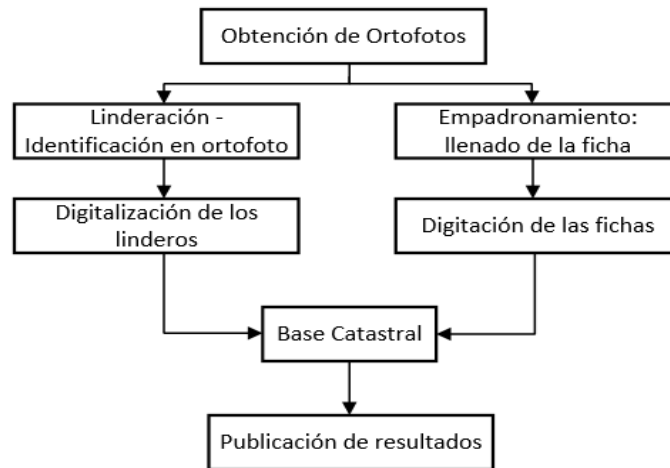 Obtención de Ortofotos
Linderación -
Identificación en ortofoto
Empadronamiento:
llenado de la ficha
Digitalización de los
linderos
Digitación de las fichas
Base Catastral
Publicación de resultados